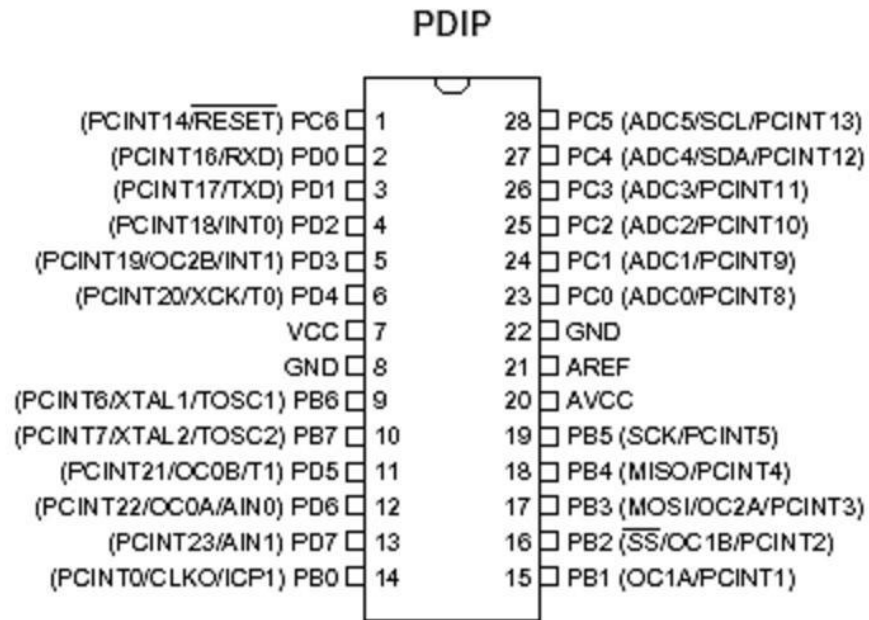 PDIP
(PCINT14/RESET) PC6 1 28 PC5 (ADC5/SCL/PCINT13)
(PCINT16/RXD) PD0 2 27 PC4 (ADC4/SDA/PCINT12)
(PCINT17/TXD) PD1 3 26 PC3 (ADC3/PCINT11)
(PCINT18/INT0) PD2 4 25 PC2 (ADC2/PCINT10)
(PCINT19/OC2B/INT1) PD3 5 24 PC1 (ADC1/PCINT9)
(PCINT20/XCK/T0) PD4 6 23 PC0 (ADC0/PCINT8)
VCC 7 22 GND
GND 8 21 AREF
(PCINT6/XTAL1/TOSC1) PB6 9 20 AVCC
(PCINT7/XTAL2/TOSC2) PB7 10 19 PB5 (SCK/PCINT5)
(PCINT21/OC0B/T1) PD5 11 18 PB4 (MISO/PCINT4)
(PCINT22/OC0A/AIN0) PD6 12 17 PB3 (MOSI/OC2A/PCINT3)
(PCINT23/AIN1) PD7 13 16 PB2 (SS/OC1B/PCINT2)
(PCINT0/CLKO/ICP1) PB0 14 15 PB1 (OC1A/PCINT1)